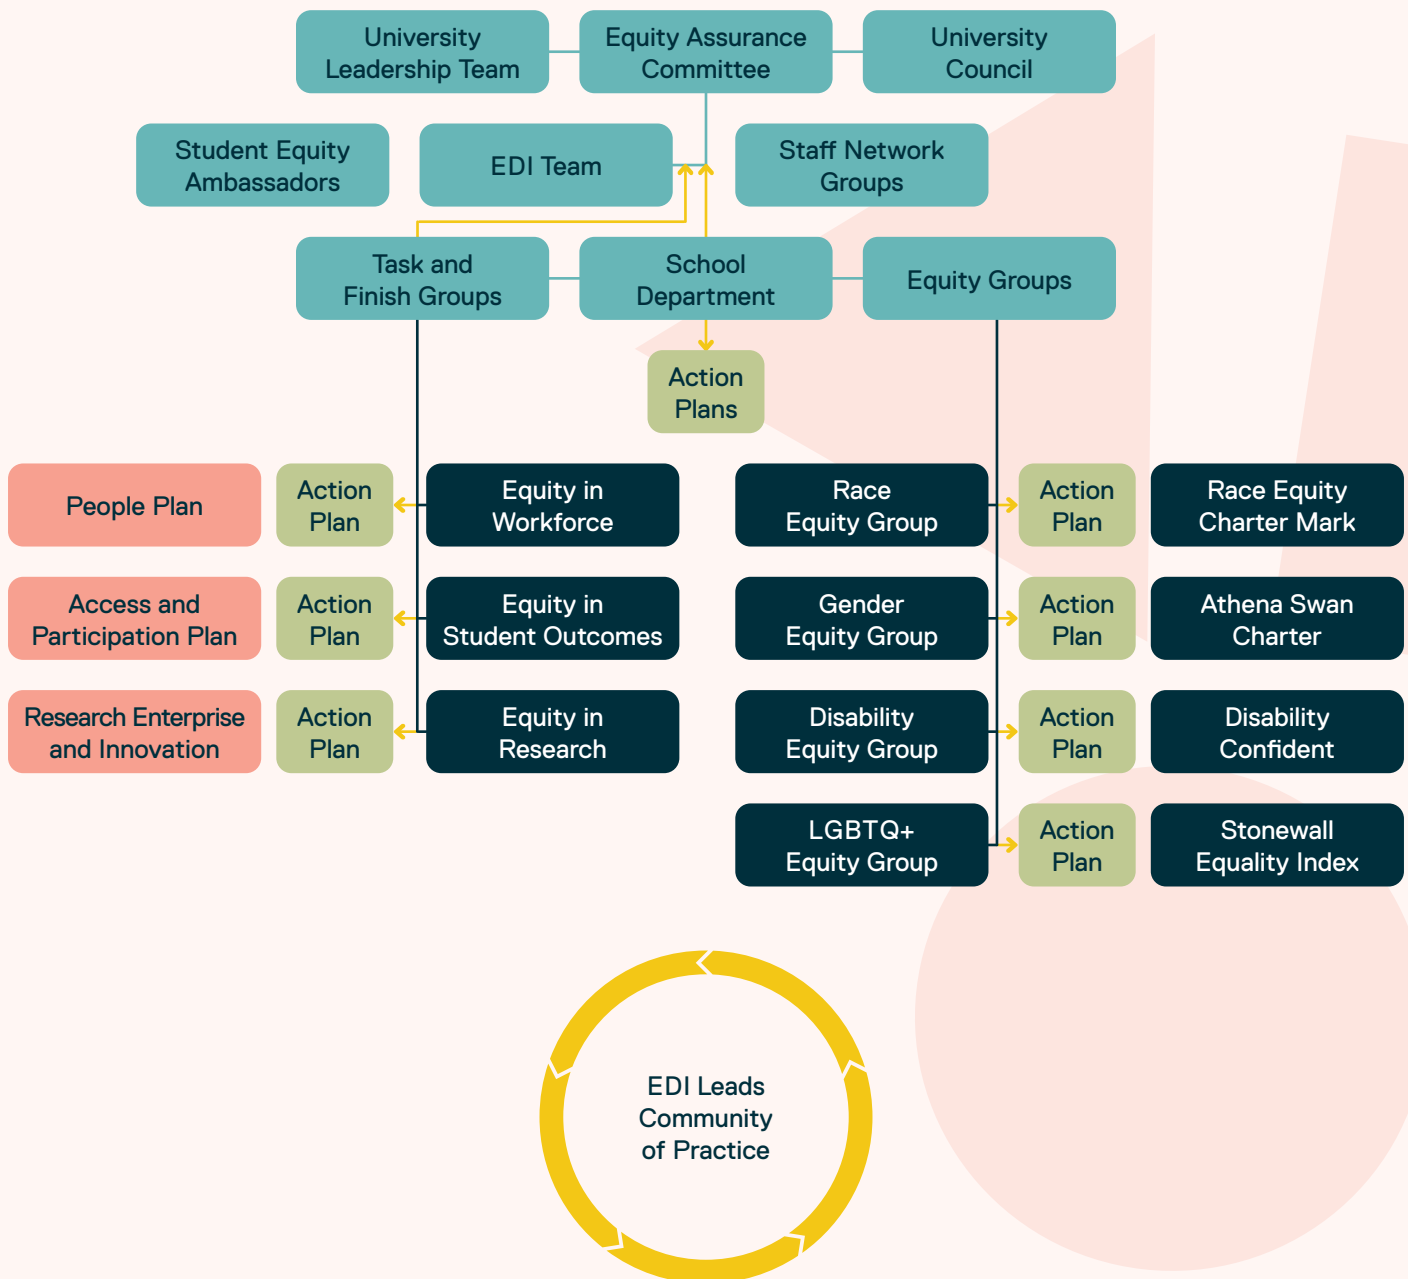 University
Leadership Team
Equity Assurance
Committee
University
Council
Student Equity
Ambassadors
EDI Team
Staff Network
Groups
Task and
Finish Groups
School
Department
Equity Groups
Action
Plans
People Plan
Action
Plan
Equity in
Workforce
Race
Equity Group
Action
Plan
Race Equity
Charter Mark
Access and
Participation Plan
Action
Plan
Equity in
Student Outcomes
Gender
Equity Group
Action
Plan
Athena Swan
Charter
Research Enterprise
and Innovation
Action
Plan
Equity in
Research
Disability
Equity Group
Action
Plan
Disability
Confident
LGBTQ+
Equity Group
Action
Plan
Stonewall
Equality Index
EDI Leads
Community
of Practice